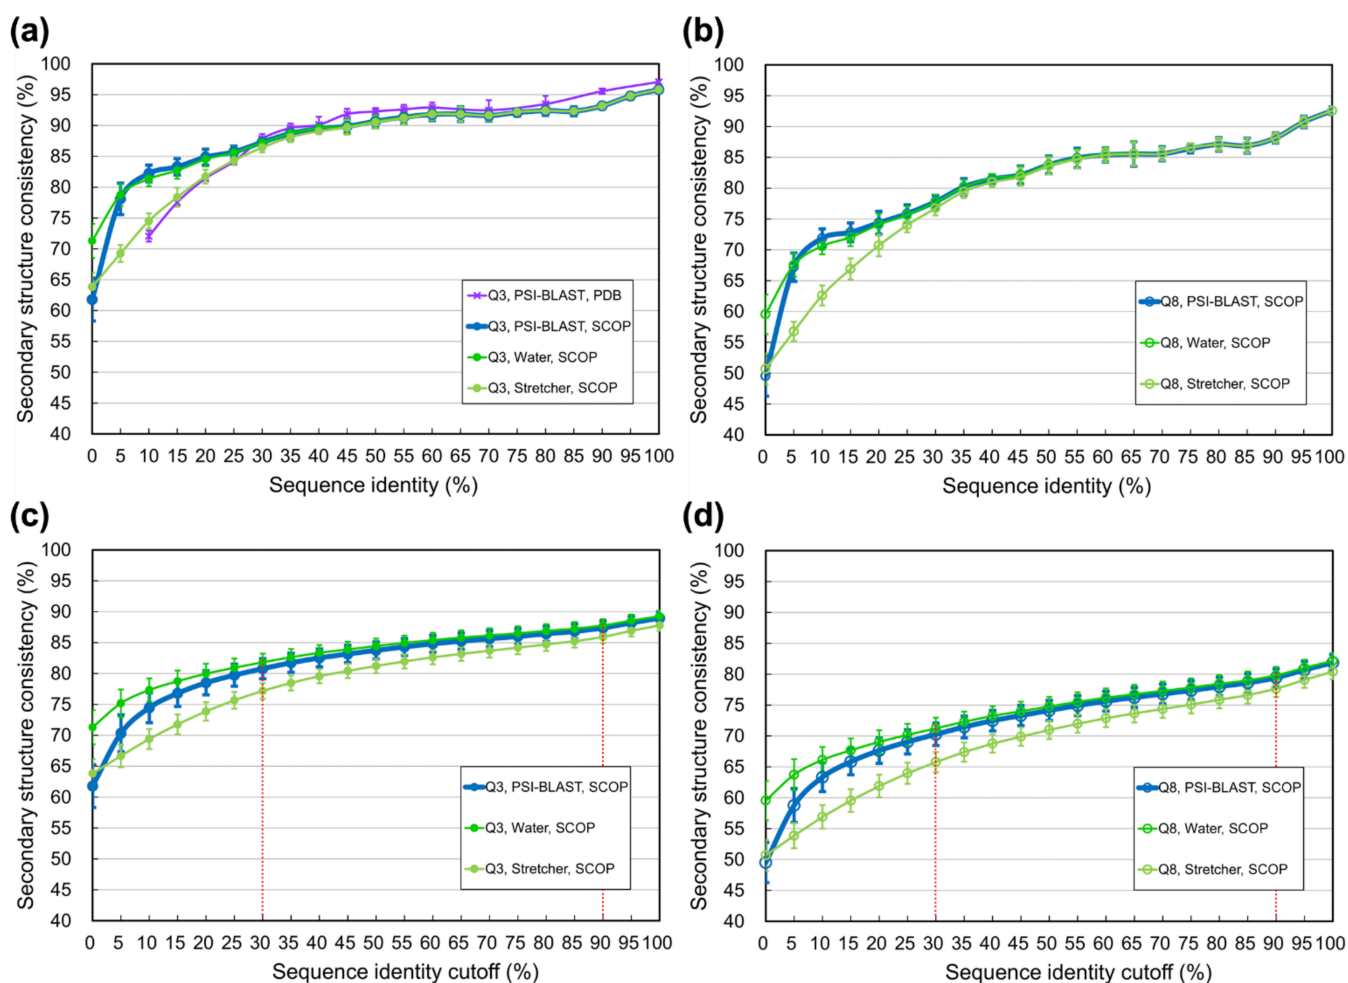 (a)
Secondary structure consistency (%)
100
95
90
85
80
75
70
65
60
55
50
45
40
Q3, PSI-BLAST, PDB
Q3, PSI-BLAST, SCOP
Q3, Water, SCOP
Q3, Stretcher, SCOP
0 5 10 15 20 25 30 35 40 45 50 55 60 65 70 75 80 85 90 95 100
Sequence identity (%)
(b)
Secondary structure consistency (%)
100
95
90
85
80
75
70
65
60
55
50
45
40
Q8, PSI-BLAST, SCOP
Q8, Water, SCOP
Q8, Stretcher, SCOP
0 5 10 15 20 25 30 35 40 45 50 55 60 65 70 75 80 85 90 95 100
Sequence identity (%)
(c)
Secondary structure consistency (%)
100
95
90
85
80
75
70
65
60
55
50
45
40
Q3, PSI-BLAST, SCOP
Q3, Water, SCOP
Q3, Stretcher, SCOP
0 5 10 15 20 25 30 35 40 45 50 55 60 65 70 75 80 85 90 95 100
Sequence identity cutoff (%)
(d)
Secondary structure consistency (%)
100
95
90
85
80
75
70
65
60
55
50
45
40
Q8, PSI-BLAST, SCOP
Q8, Water, SCOP
Q8, Stretcher, SCOP
0 5 10 15 20 25 30 35 40 45 50 55 60 65 70 75 80 85 90 95 100
Sequence identity cutoff (%)